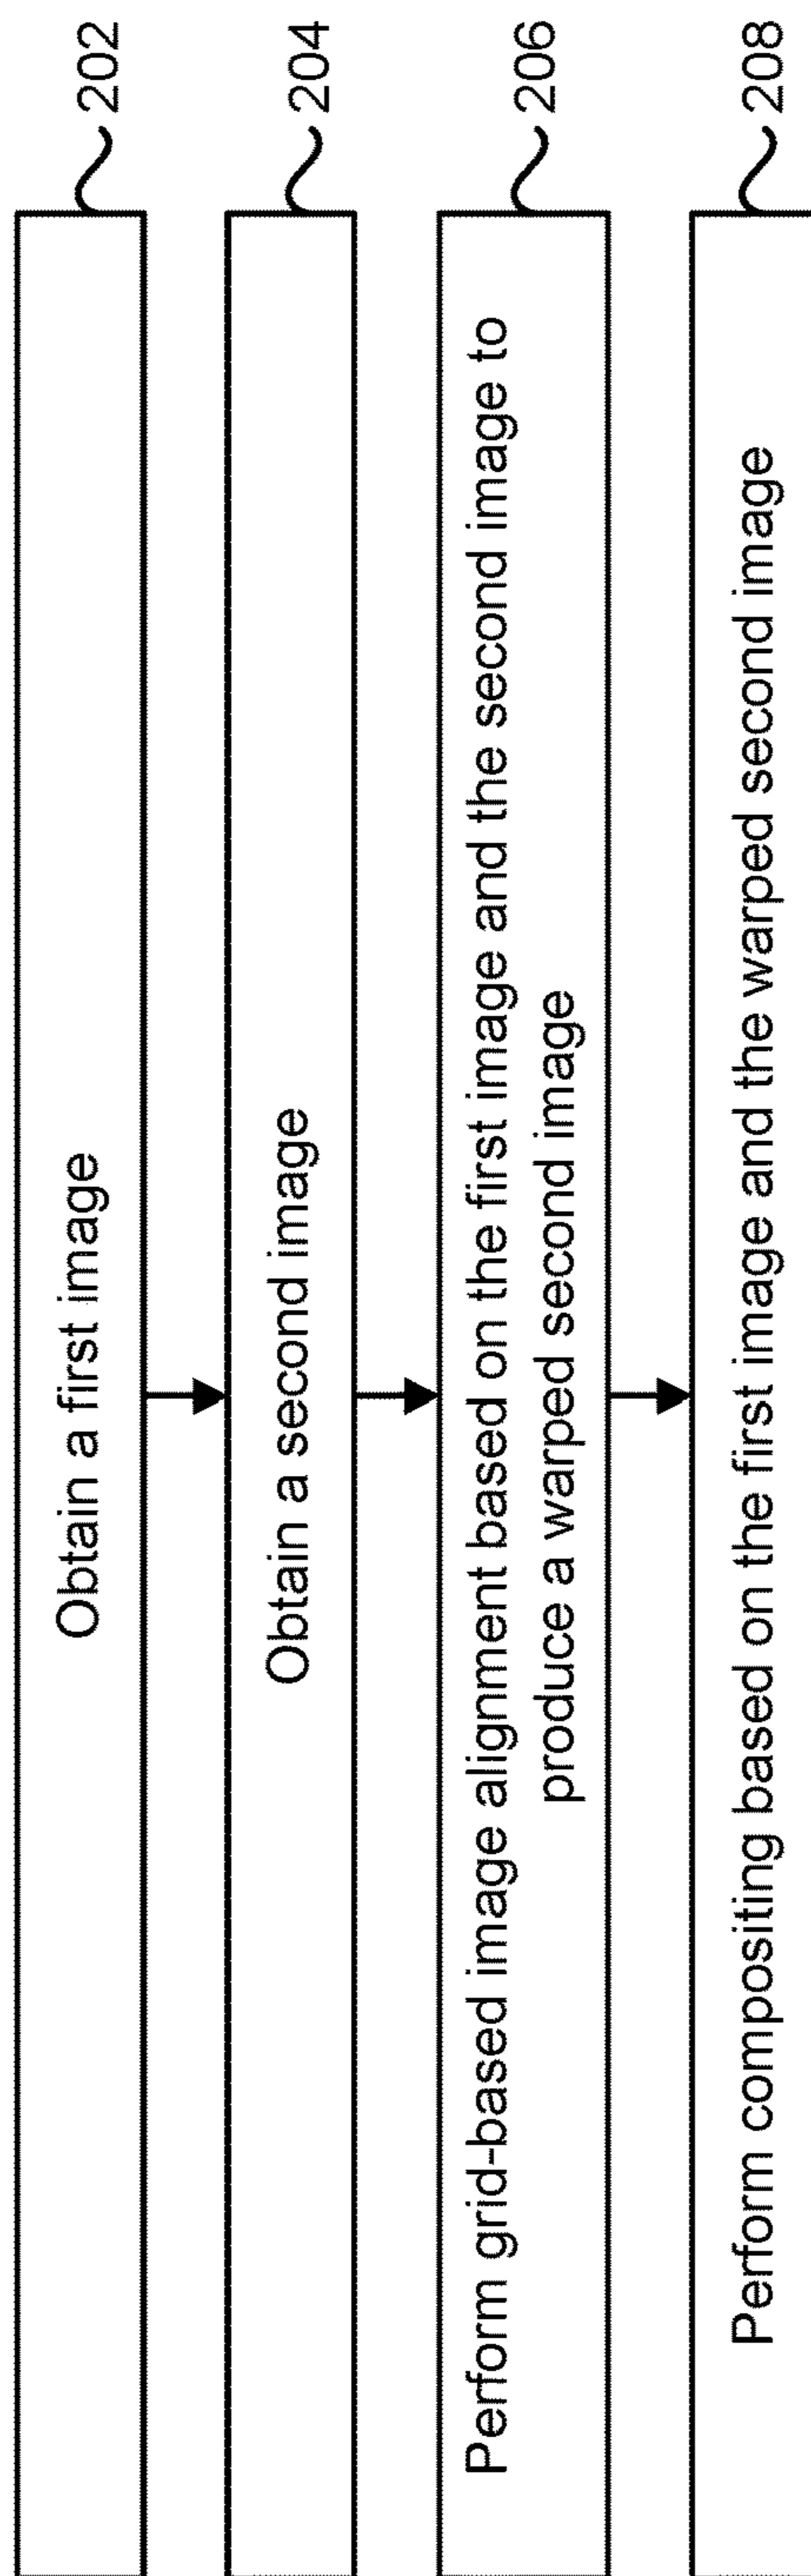 Obtain a first image
202
Obtain a second image
204
Perform grid-based image alignment based on the first image and the second image to
produce a warped second image
206
Perform compositing based on the first image and the warped second image
208